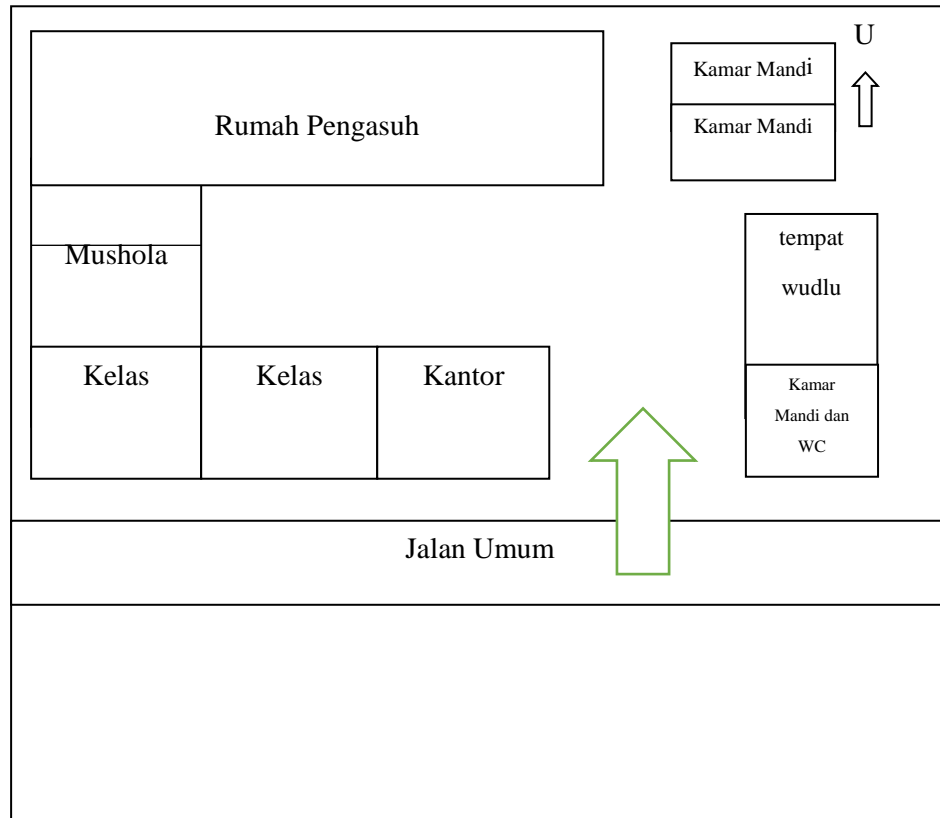 U
Kamar Mandi
Rumah Pengasuh
Kamar Mandi
tempat
wudlu
Mushola
Kelas
Kelas
Kantor
Kamar
Mandi dan
WC
Jalan Umum